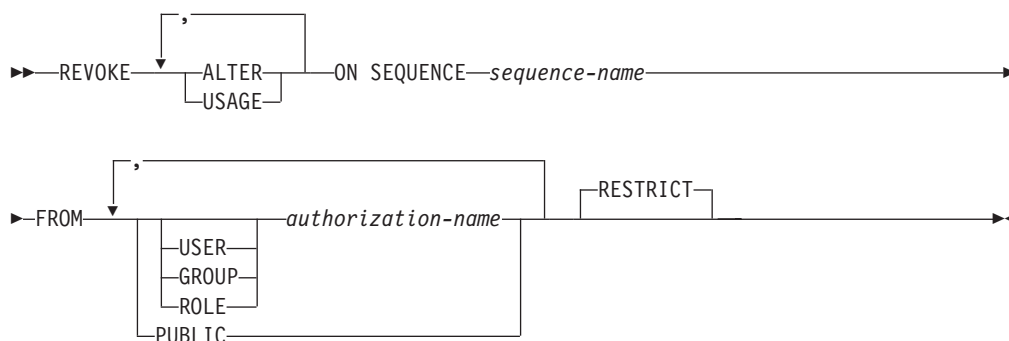 ,
REVOKE ALTER ON SEQUENCE sequence-name
USAGE
,
RESTRICT
FROM authorization-name
USER
GROUP
ROLE
PUBLIC